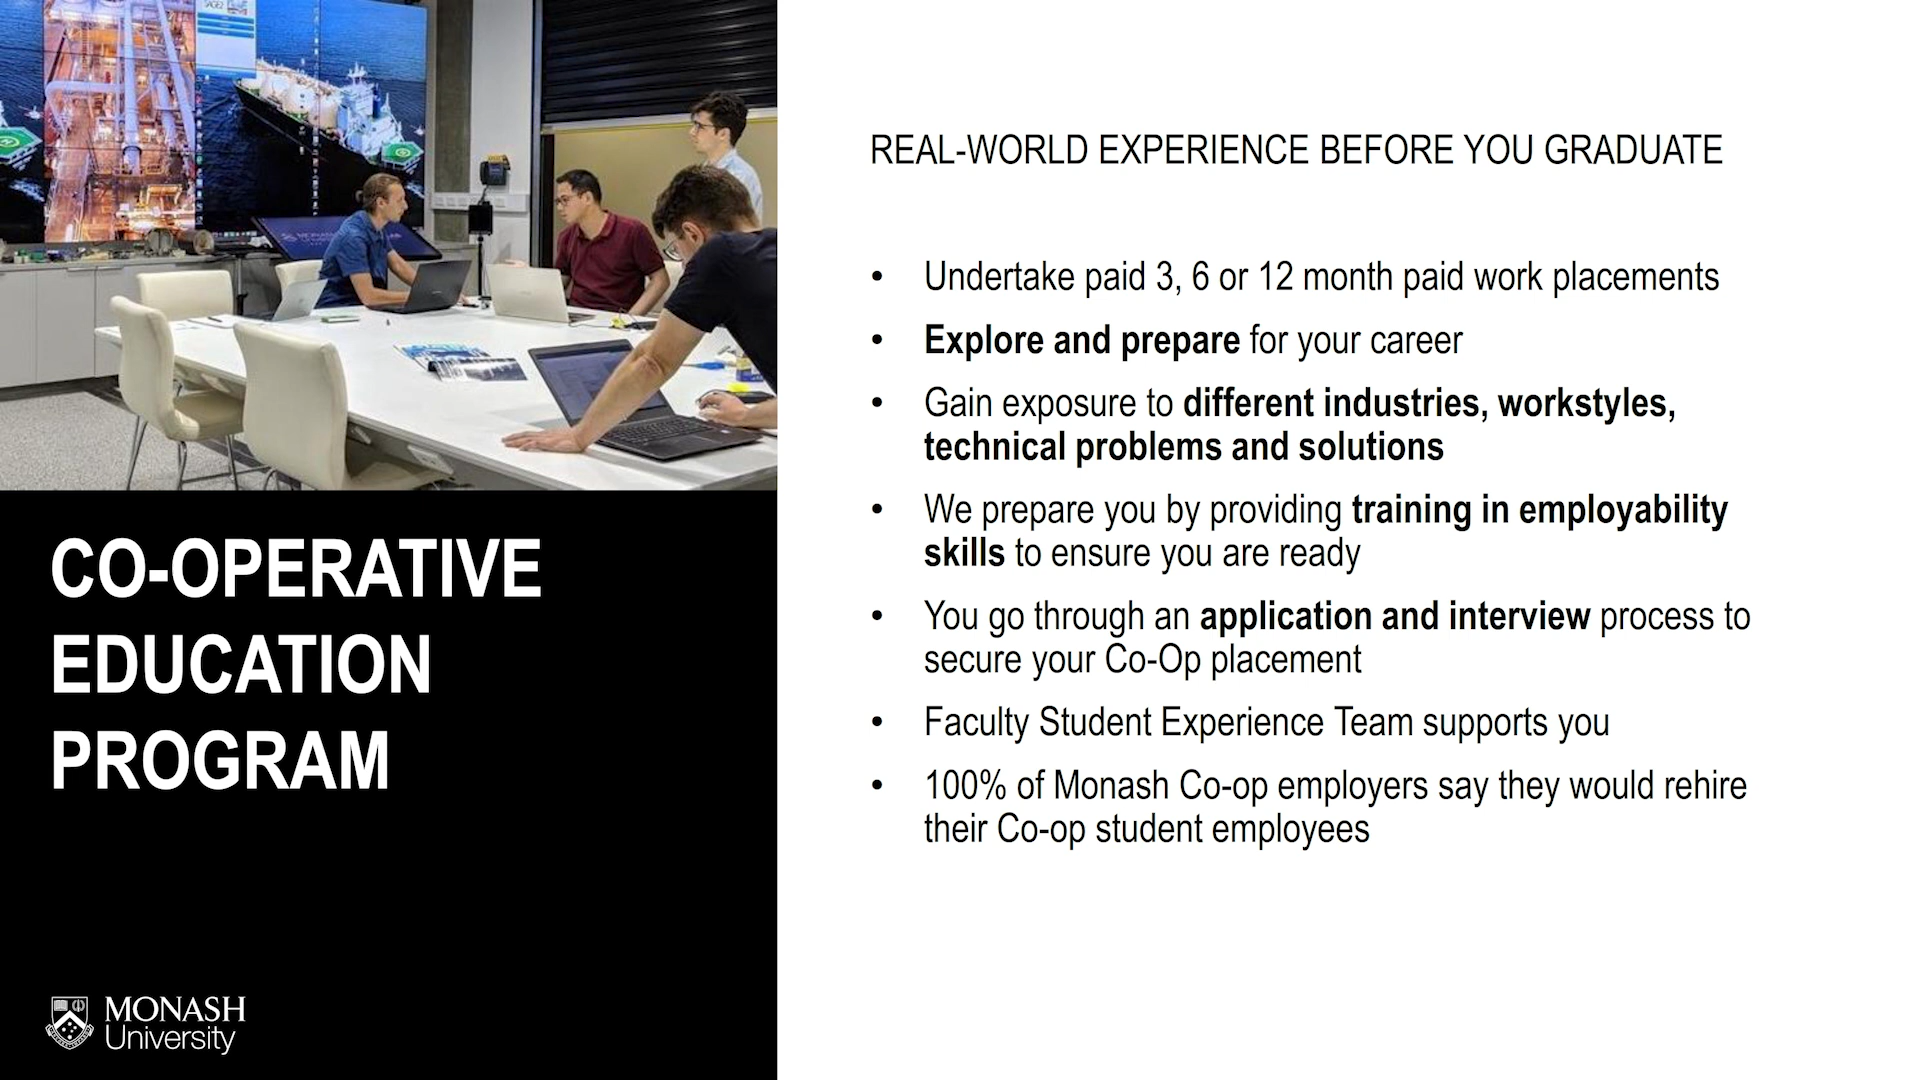 REAL-WORLD EXPERIENCE BEFORE YOU GRADUATE
• Undertake paid 3, 6 or 12 month paid work placements
• Explore and prepare for your career
• Gain exposure to different industries, workstyles,
technical problems and solutions
• We prepare you by providing training in employability
skills to ensure you are ready
• You go through an application and interview process to
secure your Co-Op placement
• Faculty Student Experience Team supports you
• 100% of Monash Co-op employers say they would rehire
their Co-op student employees
CO-OPERATIVE
EDUCATION
PROGRAM
MONASH
University